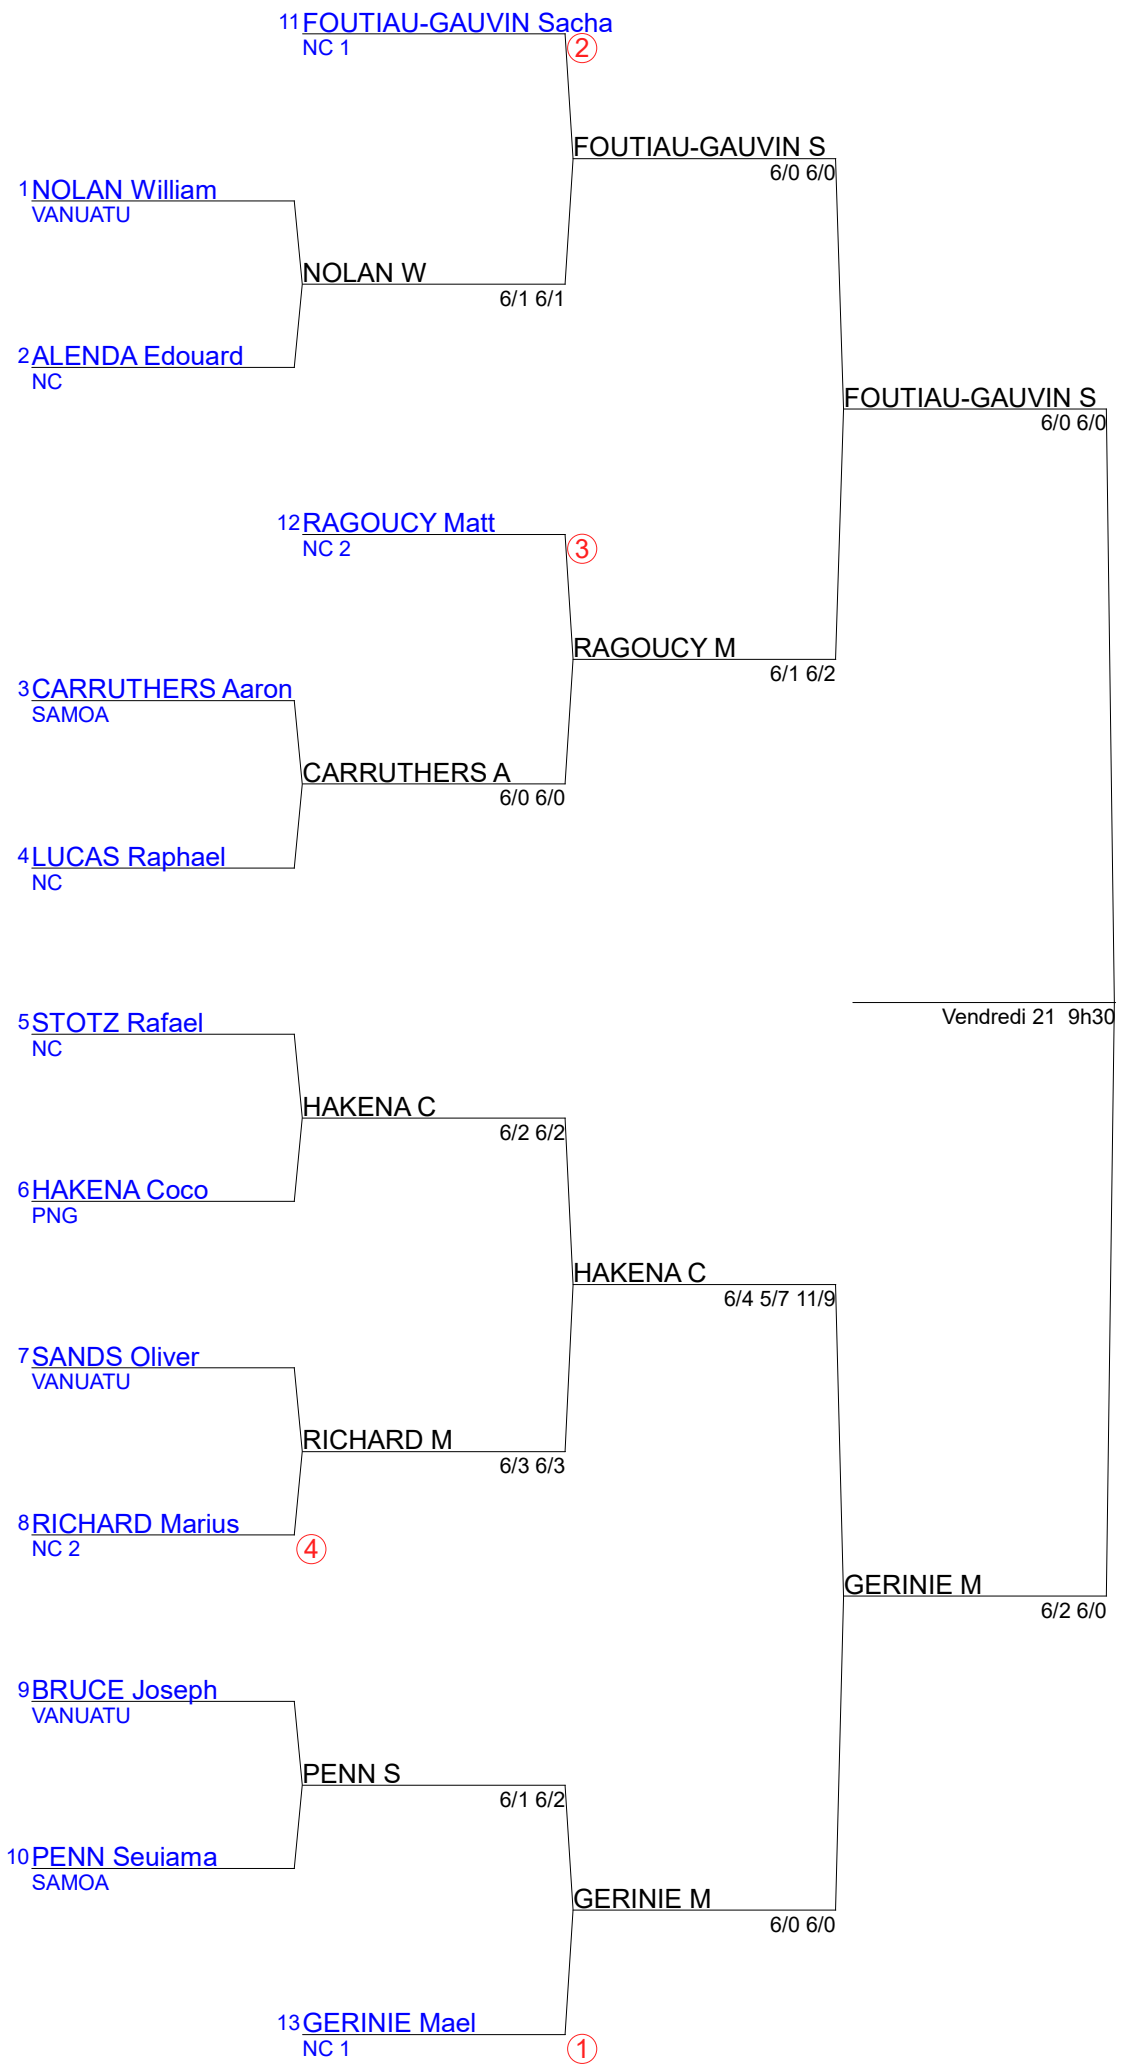 11 FOUTIAU-GAUVIN Sacha
NC 1
2
FOUTIAU-GAUVIN S
6/0 6/0
1 NOLAN William
VANUATU
NOLAN W
6/1 6/1
2 ALENDA Edouard
NC
FOUTIAU-GAUVIN S
6/0 6/0
12 RAGOUCY Matt
NC 2
3
RAGOUCY M
6/1 6/2
3 CARRUTHERS Aaron
SAMOA
CARRUTHERS A
6/0 6/0
4 LUCAS Raphael
NC
Vendredi 21 9h30
5 STOTZ Rafael
NC
HAKENA C
6/2 6/2
6 HAKENA Coco
PNG
HAKENA C
6/4 5/7 11/9
7 SANDS Oliver
VANUATU
RICHARD M
6/3 6/3
8 RICHARD Marius
NC 2
4
GERINIE M
6/2 6/0
9 BRUCE Joseph
VANUATU
PENN S
6/1 6/2
10 PENN Seuiama
SAMOA
GERINIE M
6/0 6/0
13 GERINIE Mael
NC 1
1